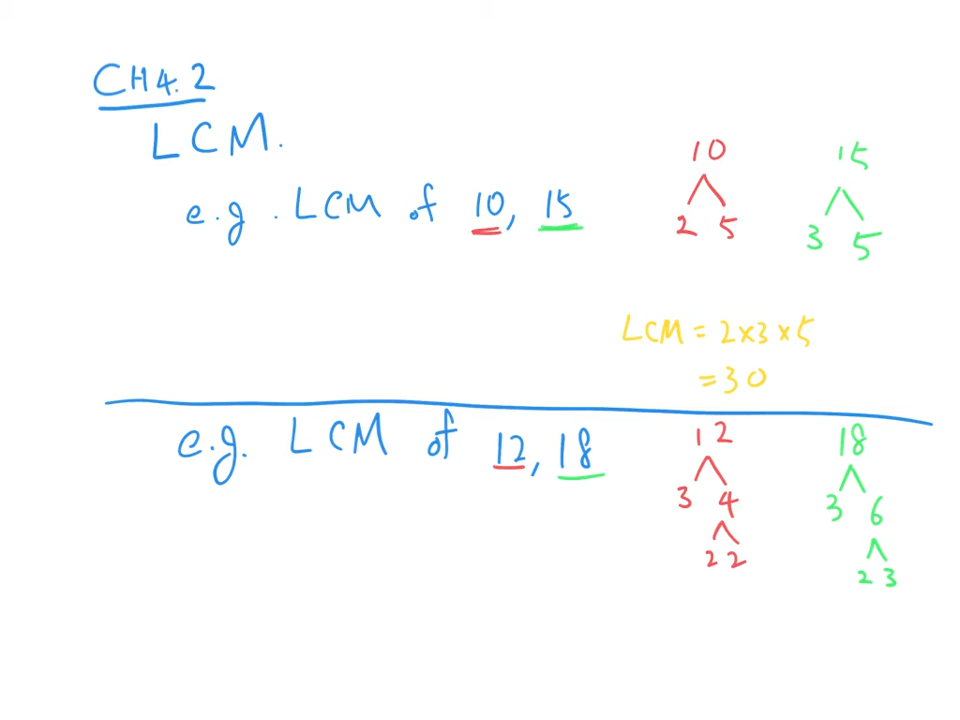 CH4.2
LCM.
e.g. LCM of 10, 15
10
2 5
15
3 5
LCM = 2×3×5
=30
e.g. LCM of 12, 18
12
3 4
2 2
18
3 6
2 3